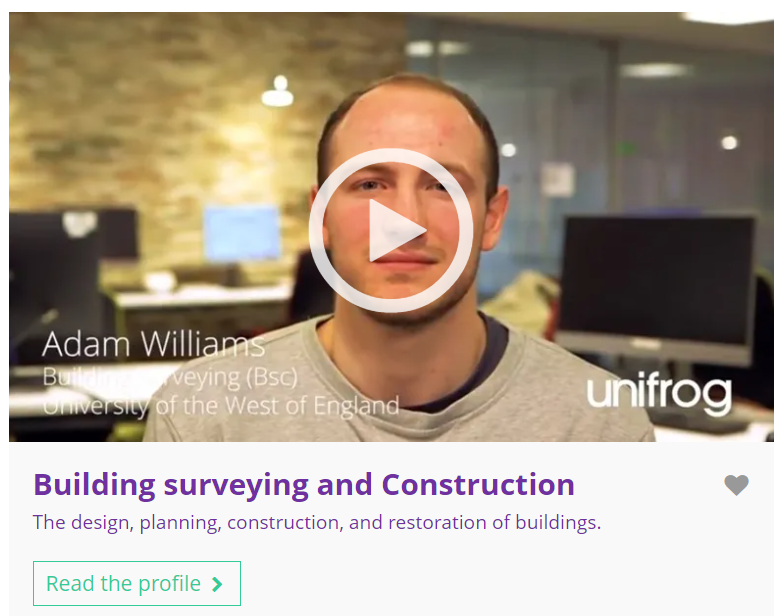 Adam Williams
Building surveying (Bsc)
University of the West of England
unifrog
Building surveying and Construction
The design, planning, construction, and restoration of buildings.
Read the profile